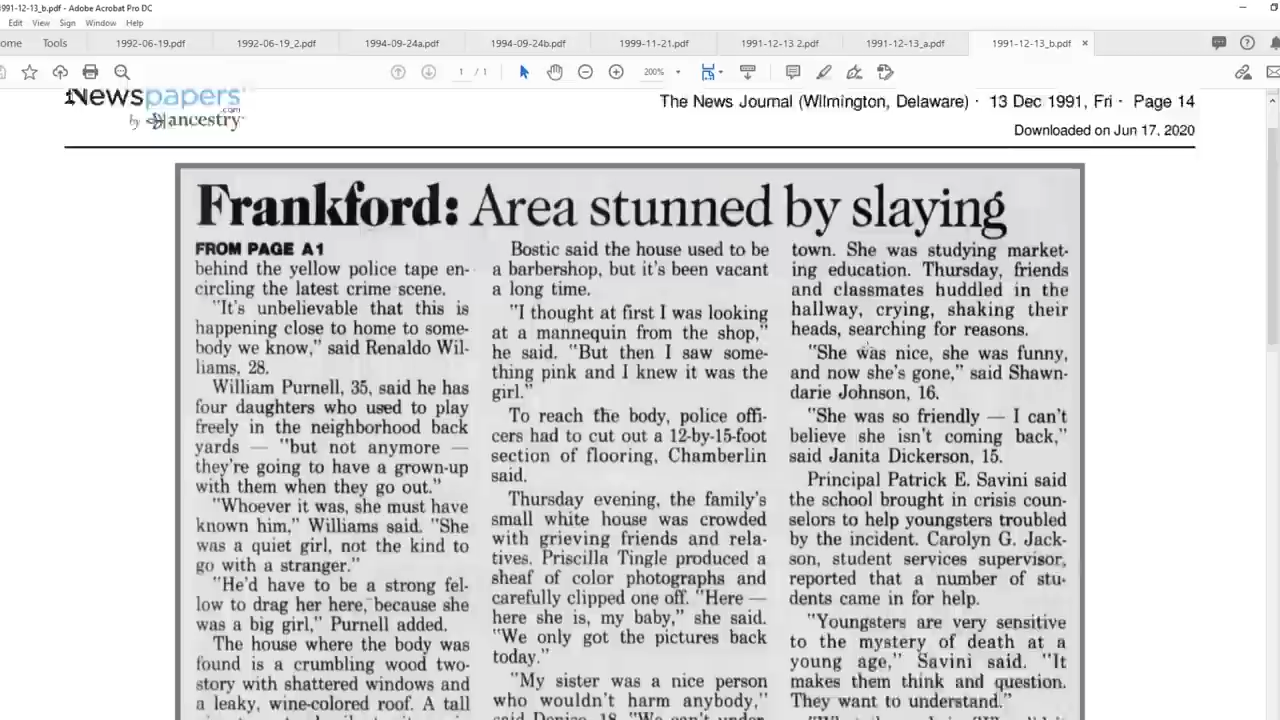 1991-12-13_b.pdf - Adobe Acrobat Pro DC
Edit View Sign Window Help
ome Tools 1992-06-19.pdf 1992-06-19_2.pdf 1994-09-24a.pdf 1994-09-24b.pdf 1999-11-21.pdf 1991-12-13 2.pdf 1991-12-13_a.pdf 1991-12-13_b.pdf ×
1 / 1 200%
Newspapers
.com
by ancestry
The News Journal (Wilmington, Delaware) · 13 Dec 1991, Fri · Page 14
Downloaded on Jun 17, 2020
Frankford: Area stunned by slaying
FROM PAGE A1
behind the yellow police tape en-
circling the latest crime scene.
"It's unbelievable that this is
happening close to home to some-
body we know," said Renaldo Wil-
liams, 28.
William Purnell, 35, said he has
four daughters who used to play
freely in the neighborhood back
yards — "but not anymore —
they're going to have a grown-up
with them when they go out."
"Whoever it was, she must have
known him," Williams said. "She
was a quiet girl, not the kind to
go with a stranger."
"He'd have to be a strong fel-
low to drag her here, because she
was a big girl," Purnell added.
The house where the body was
found is a crumbling wood two-
story with shattered windows and
a leaky, wine-colored roof. A tall
Bostic said the house used to be
a barbershop, but it's been vacant
a long time.
"I thought at first I was looking
at a mannequin from the shop,"
he said. "But then I saw some-
thing pink and I knew it was the
girl."
To reach the body, police offi-
cers had to cut out a 12-by-15-foot
section of flooring, Chamberlin
said.
Thursday evening, the family's
small white house was crowded
with grieving friends and rela-
tives. Priscilla Tingle produced a
sheaf of color photographs and
carefully clipped one off. "Here —
here she is, my baby," she said.
"We only got the pictures back
today."
"My sister was a nice person
who wouldn't harm anybody,"
said Denise, 18. "We can't under-
town. She was studying market-
ing education. Thursday, friends
and classmates huddled in the
hallway, crying, shaking their
heads, searching for reasons.
"She was nice, she was funny,
and now she's gone," said Shawn-
darie Johnson, 16.
"She was so friendly — I can't
believe she isn't coming back,"
said Janita Dickerson, 15.
Principal Patrick E. Savini said
the school brought in crisis coun-
selors to help youngsters troubled
by the incident. Carolyn G. Jack-
son, student services supervisor,
reported that a number of stu-
dents came in for help.
"Youngsters are very sensitive
to the mystery of death at a
young age," Savini said. "It
makes them think and question.
They want to understand."